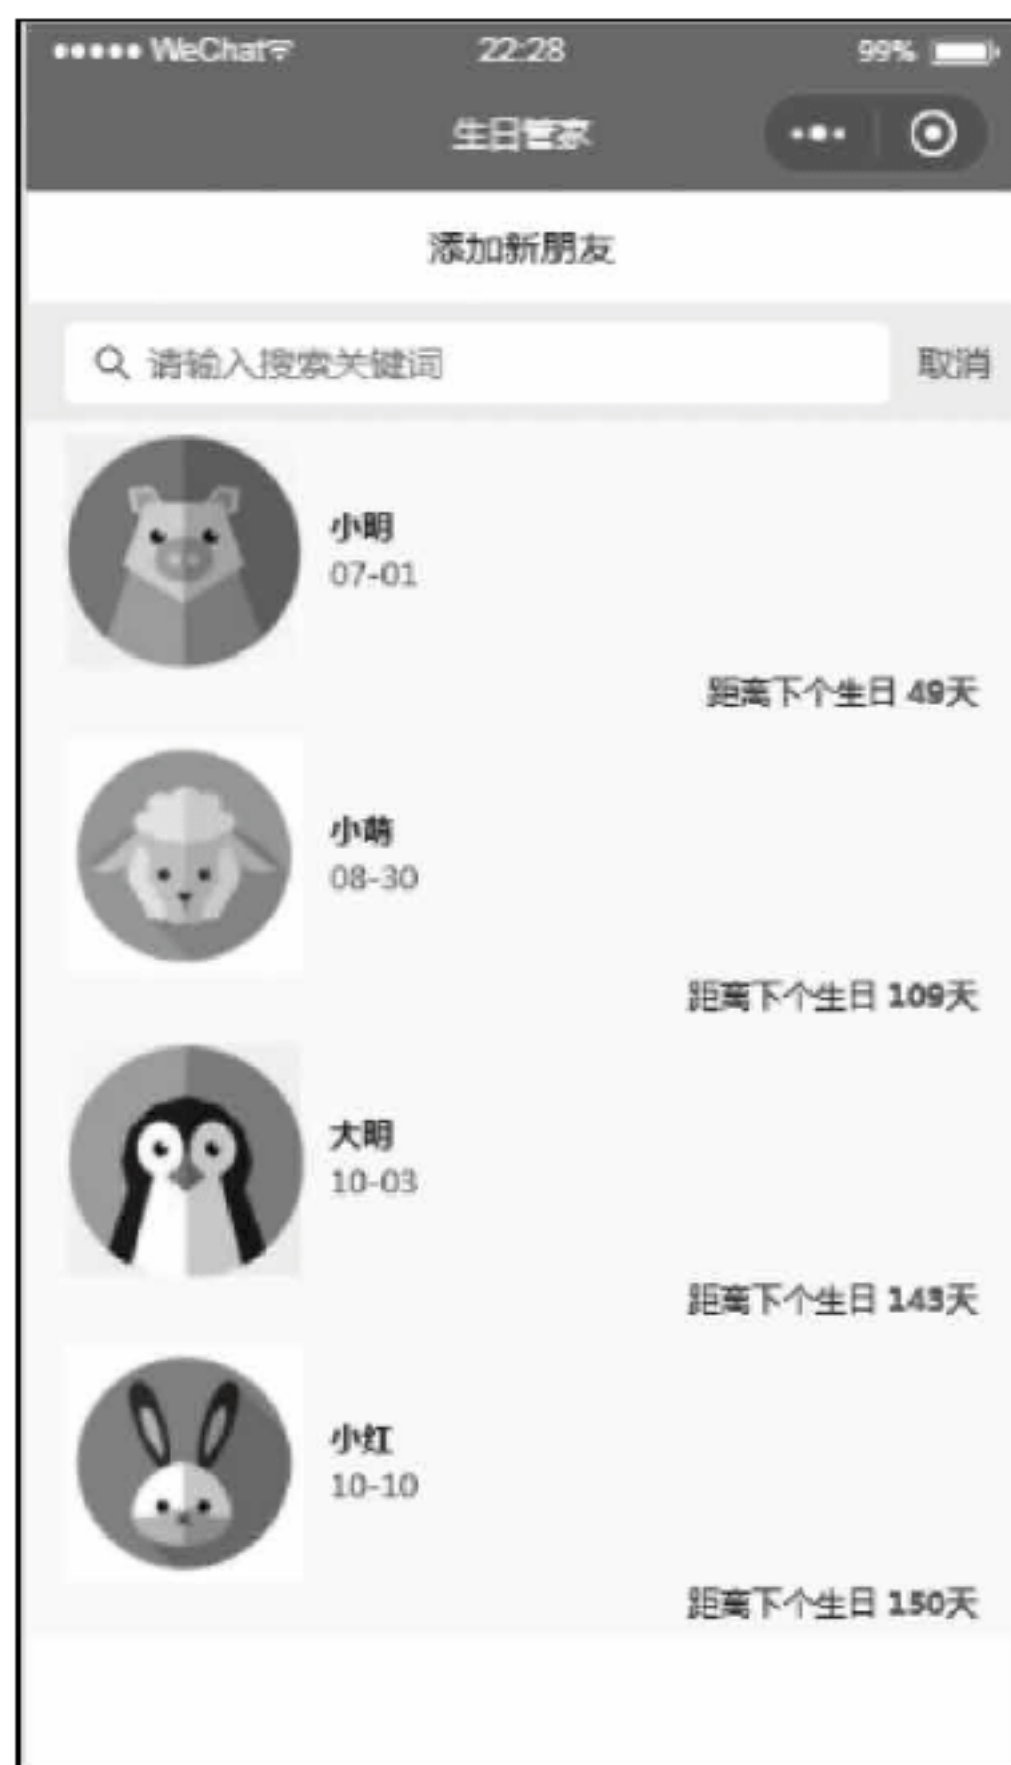 WeChat 22:28 99%
生日管家
添加新朋友
请输入搜索关键词 取消
小明
07-01
距离下个生日 49天
小萌
08-30
距离下个生日 109天
大明
10-03
距离下个生日 143天
小红
10-10
距离下个生日 150天